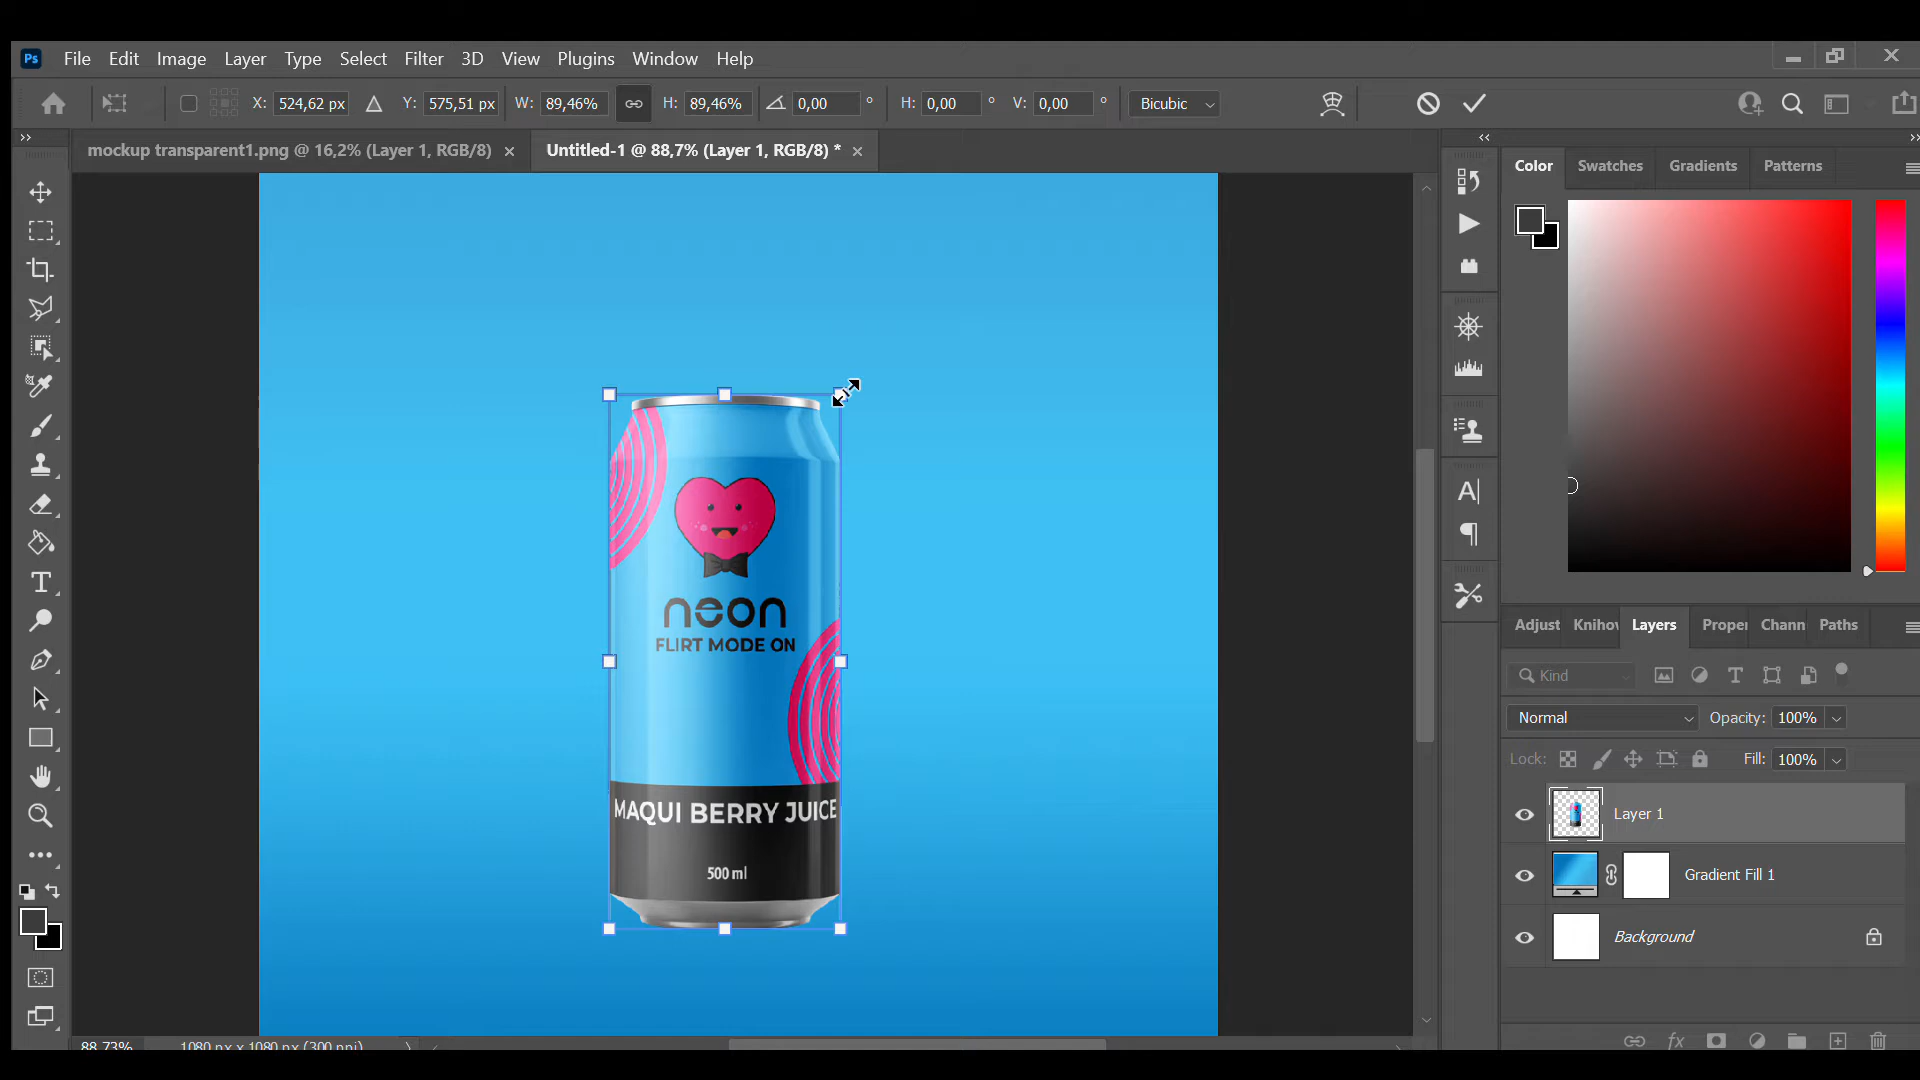 Ps File Edit Image Layer Type Select Filter 3D View Plugins Window Help
X: 524,62 px Y: 575,51 px W: 89,46% H: 89,46% 0,00 ° H: 0,00 ° V: 0,00 ° Bicubic
mockup transparent1.png @ 16,2% (Layer 1, RGB/8) × Untitled-1 @ 88,7% (Layer 1, RGB/8) * ×
Color Swatches Gradients Patterns
neon
FLIRT MODE ON
MAQUI BERRY JUICE
500 ml
Adjust Knihov Layers Proper Chann Paths
Kind
Normal Opacity: 100%
Lock: Fill: 100%
Layer 1
Gradient Fill 1
Background
fx
88,73% 1080 px x 1080 px (300 ppi)